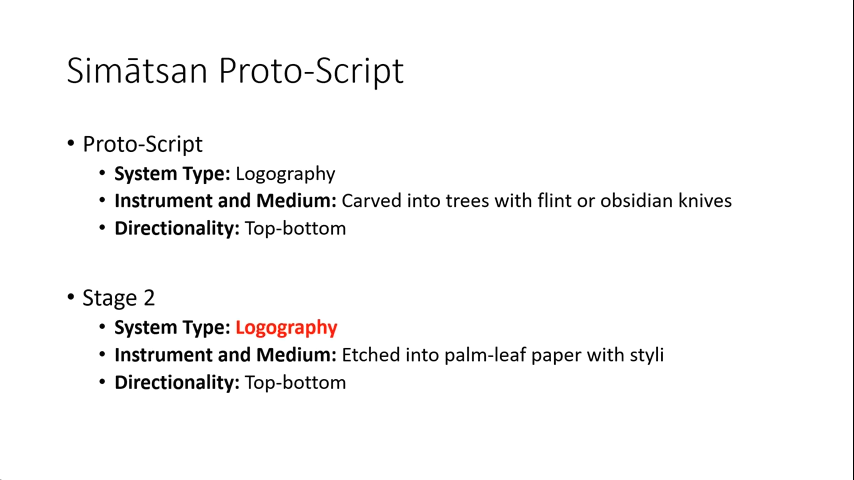 Simātsan Proto-Script
• Proto-Script
• System Type: Logography
• Instrument and Medium: Carved into trees with flint or obsidian knives
• Directionality: Top-bottom
• Stage 2
• System Type: Logography
• Instrument and Medium: Etched into palm-leaf paper with styli
• Directionality: Top-bottom